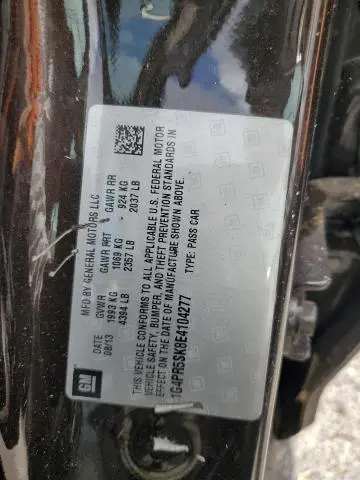 MFD BY GENERAL MOTORS LLC
DATE GVWR GAWR FRT GAWR RR
08/13 1993 KG 1069 KG 924 KG
4394 LB 2357 LB 2037 LB
THIS VEHICLE CONFORMS TO ALL APPLICABLE U.S. FEDERAL MOTOR
VEHICLE SAFETY, BUMPER, AND THEFT PREVENTION STANDARDS IN
EFFECT ON THE DATE OF MANUFACTURE SHOWN ABOVE.
1G4PR5SK8E4104277 TYPE: PASS CAR
GM